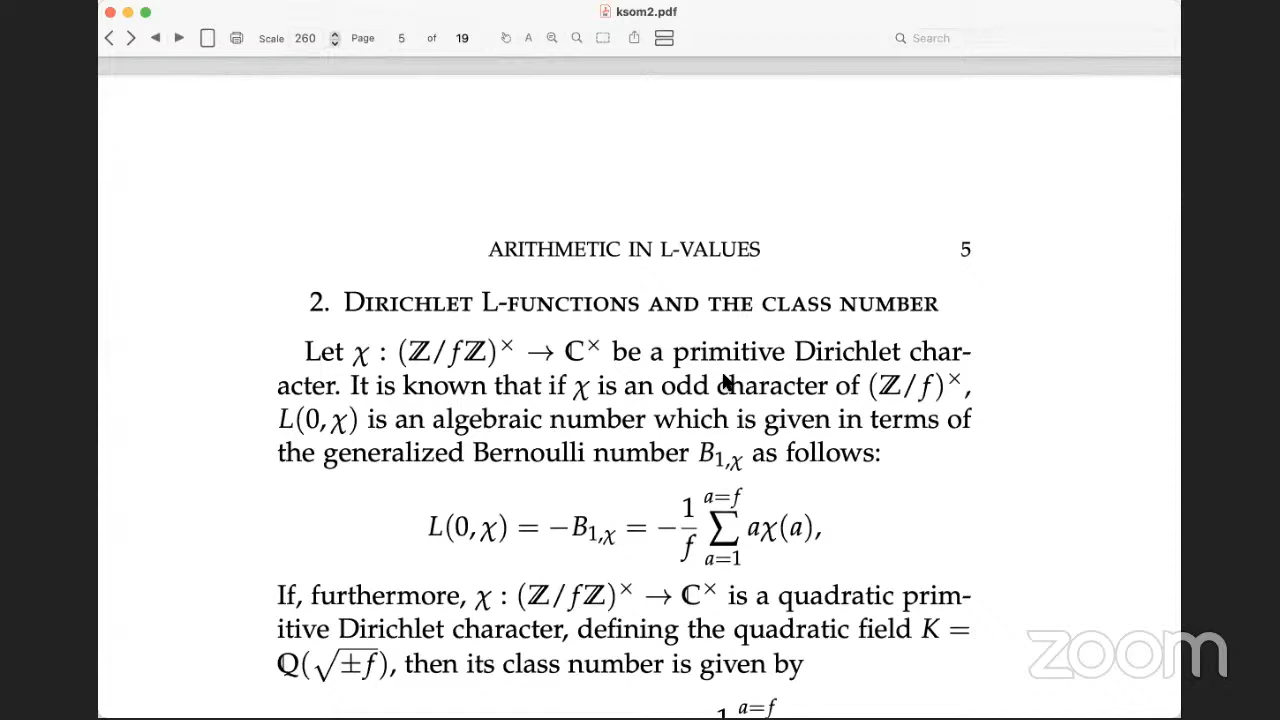 ksom2.pdf
Scale 260 Page 5 of 19 A Search
ARITHMETIC IN L-VALUES 5
2. DIRICHLET L-FUNCTIONS AND THE CLASS NUMBER
Let χ : (ℤ/fℤ)× → ℂ× be a primitive Dirichlet char-
acter. It is known that if χ is an odd character of (ℤ/f)×,
L(0, χ) is an algebraic number which is given in terms of
the generalized Bernoulli number B₁,χ as follows:
L(0, χ) = −B₁,χ = −1/f ∑_{a=1}^{a=f} aχ(a),
If, furthermore, χ : (ℤ/fℤ)× → ℂ× is a quadratic prim-
itive Dirichlet character, defining the quadratic field K =
ℚ(√±f), then its class number is given by
1 a=f
zoom